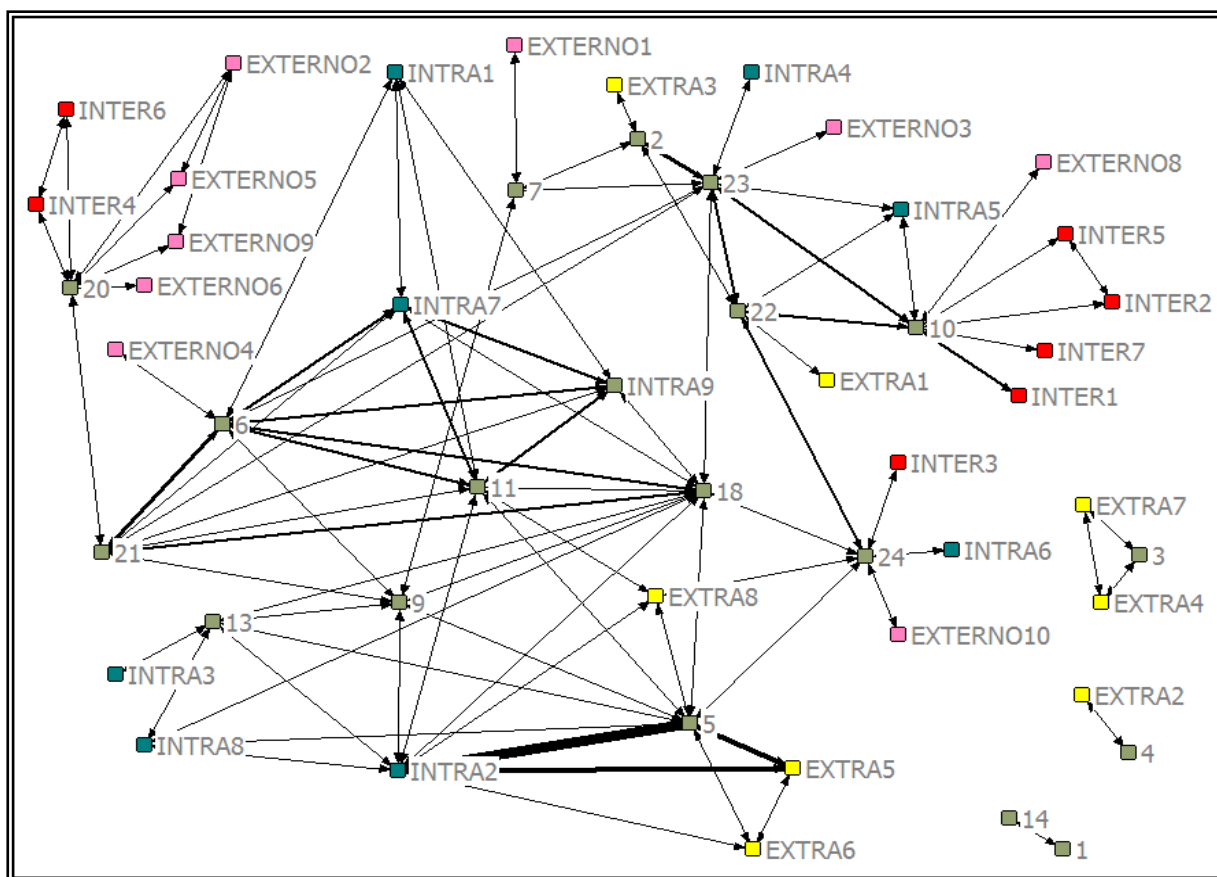 EXTERNO1
EXTERNO2
INTRA1
INTRA4
EXTRA3
INTER6
EXTERNO3
2
EXTERNO8
EXTERNO5
23
7
INTER4
INTRA5
INTER5
EXTERNO9
EXTERNO6
20
INTER2
INTRA7
22
10
EXTERNO4
INTER7
EXTRA1
INTRA9
INTER1
6
INTER3
11
18
EXTRA7
21
INTRA6
3
24
EXTRA8
9
EXTRA4
13
EXTERNO10
INTRA3
EXTRA2
5
INTRA8
4
INTRA2
EXTRA5
14
EXTRA6
1